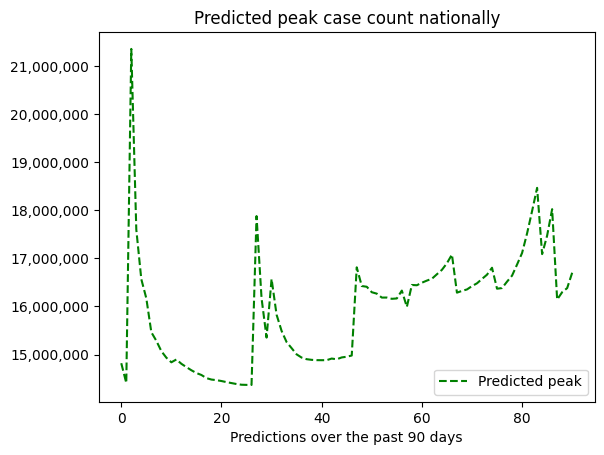 Predicted peak case count nationally
21,000,000
20,000,000
19,000,000
18,000,000
17,000,000
16,000,000
15,000,000
0 20 40 60 80
Predicted peak
Predictions over the past 90 days